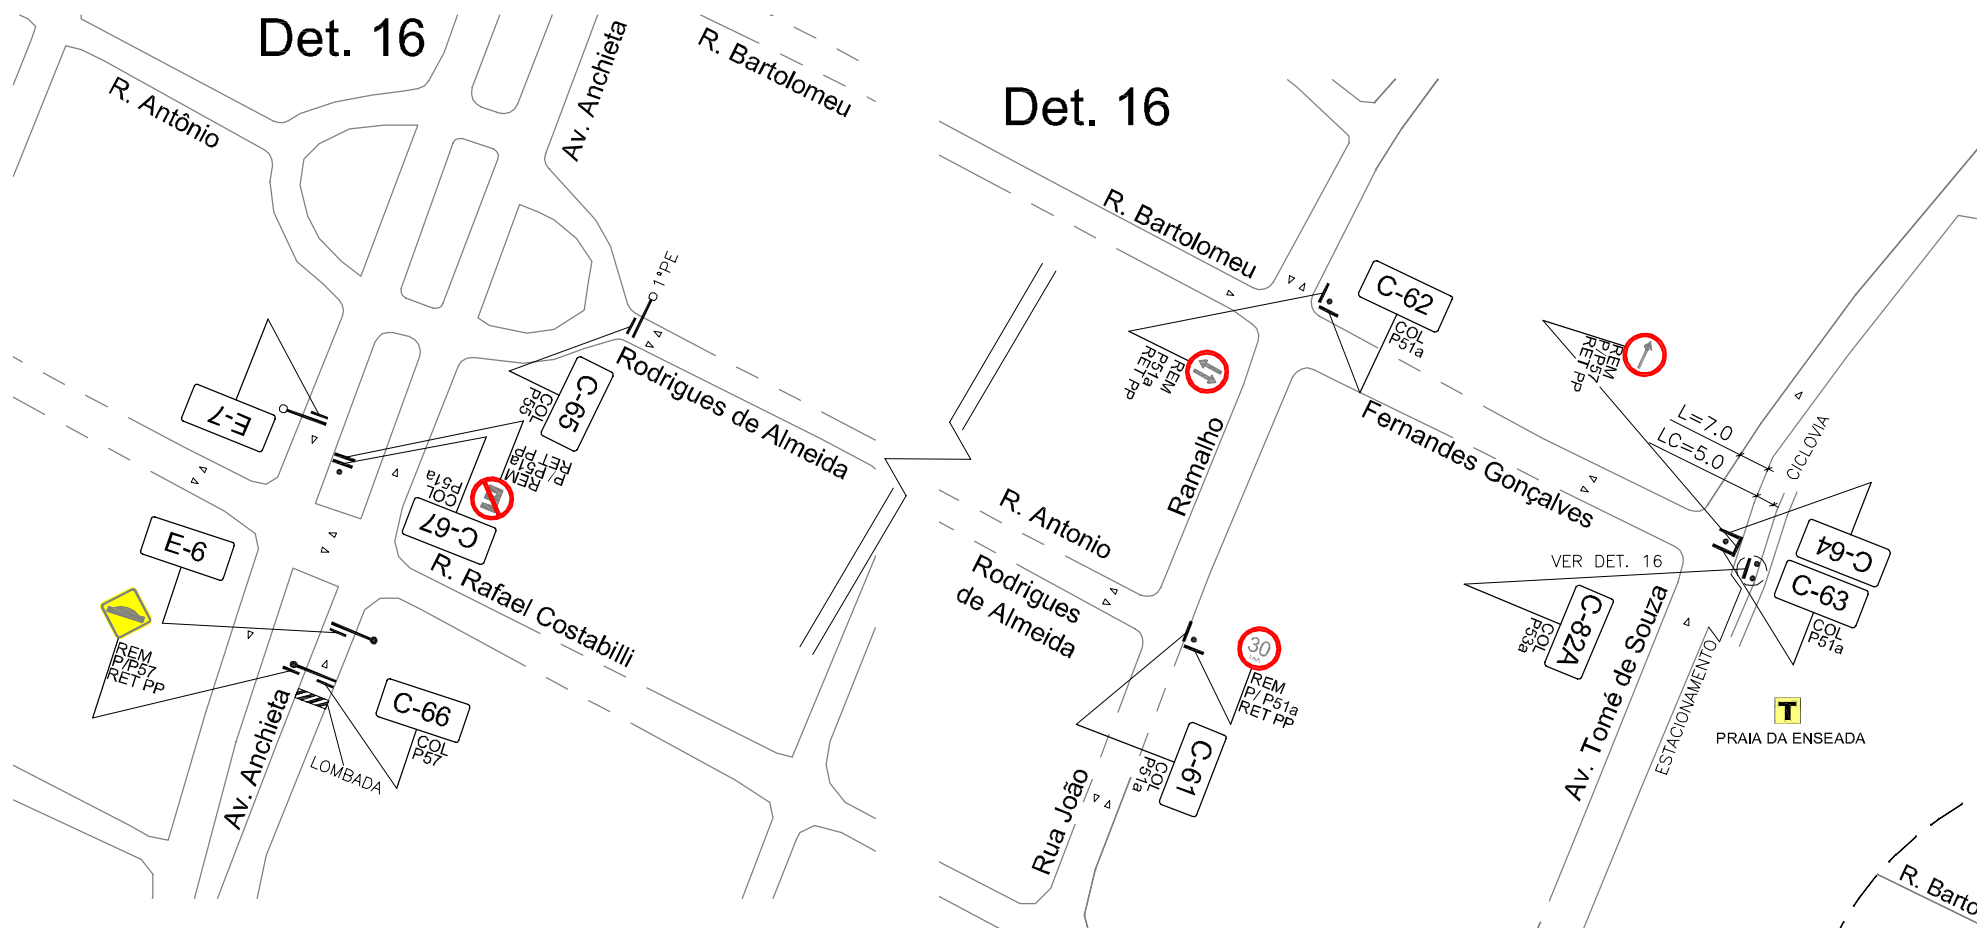 Det. 16
R. Antônio
Av. Anchieta
R. Bartolomeu
1°PE
Rodrigues de Almeida
C-65
COL
P55
E-7
REM
P/P51a
RET PP
C-67
COL
P51a
E-6
R. Rafael Costabilli
REM
P/P57
RET PP
C-66
COL
P57
LOMBADA
Av. Anchieta
Det. 16
R. Bartolomeu
C-62
COL
P51a
REM
P51a
RET PP
REM
P/P57
RET PP
Ramalho
Fernandes Gonçalves
L=7.0
LC=5.0
CICLOVIA
R. Antonio
Rodrigues
de Almeida
VER DET. 16
C-64
C-63
COL
P51a
C-82A
COL
P53a
30
REM
P/ P51a
RET PP
C-61
COL
P51a
Rua João
Av. Tomé de Souza
ESTACIONAMENTO
T
PRAIA DA ENSEADA
R. Barto